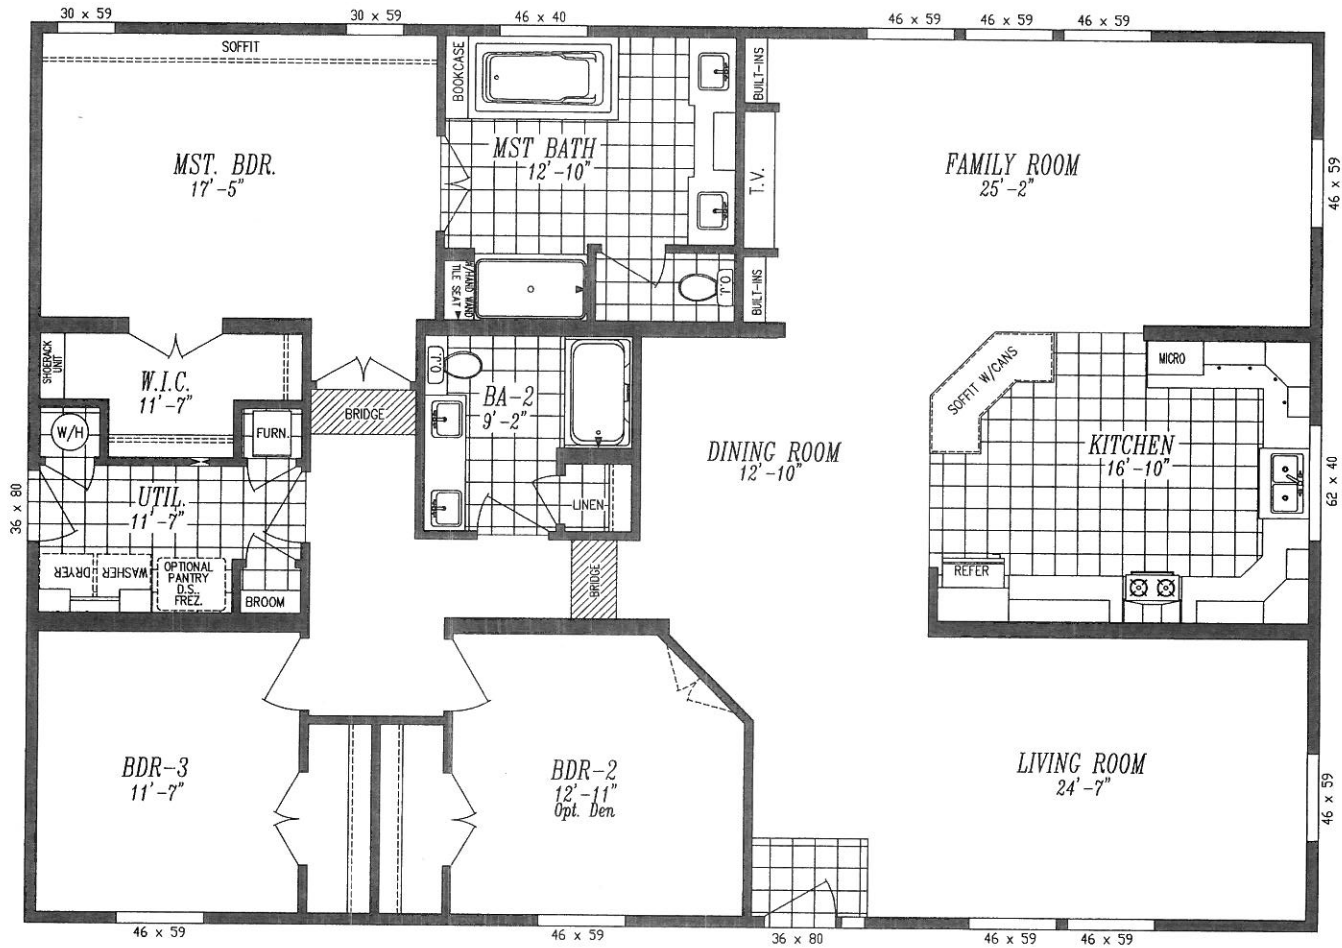 30 x 59
30 x 59
46 x 40
46 x 59
46 x 59
46 x 59
SOFFIT
BOOKCASE
BUILT-INS
MST. BDR.
17'-5"
MST BATH
12'-10"
T.V.
FAMILY ROOM
25'-2"
46 x 59
TILE SEAT
W/HAND WAND
O.J.
BUILT-INS
SHOERACK
UNIT
W.I.C.
11'-7"
BRIDGE
O.J.
BA-2
9'-2"
SOFFIT W/CANS
MICRO
W/H
FURN.
DINING ROOM
12'-10"
KITCHEN
16'-10"
62 x 40
36 x 80
UTIL.
11'-7"
LINEN
DRYER
WASHER
OPTIONAL
PANTRY
D.S.
FREZ.
BROOM
BRIDGE
REFER
BDR-3
11'-7"
BDR-2
12'-11"
Opt. Den
LIVING ROOM
24'-7"
46 x 59
46 x 59
46 x 59
36 x 80
46 x 59
46 x 59